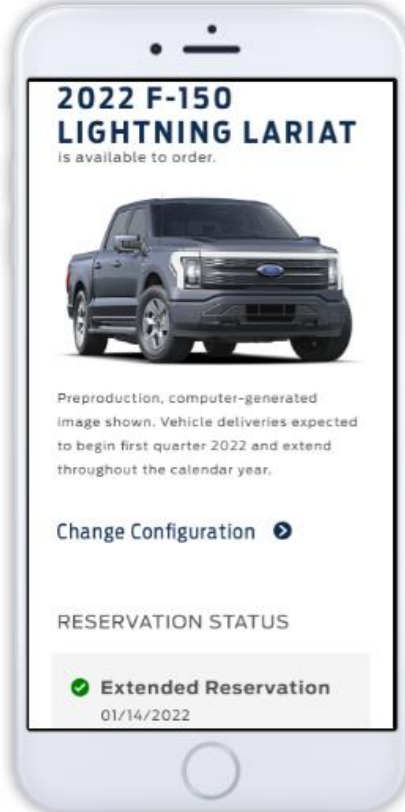 2022 F-150
LIGHTNING LARIAT
is available to order.
Preproduction, computer-generated
image shown. Vehicle deliveries expected
to begin first quarter 2022 and extend
throughout the calendar year.
Change Configuration
RESERVATION STATUS
Extended Reservation
01/14/2022